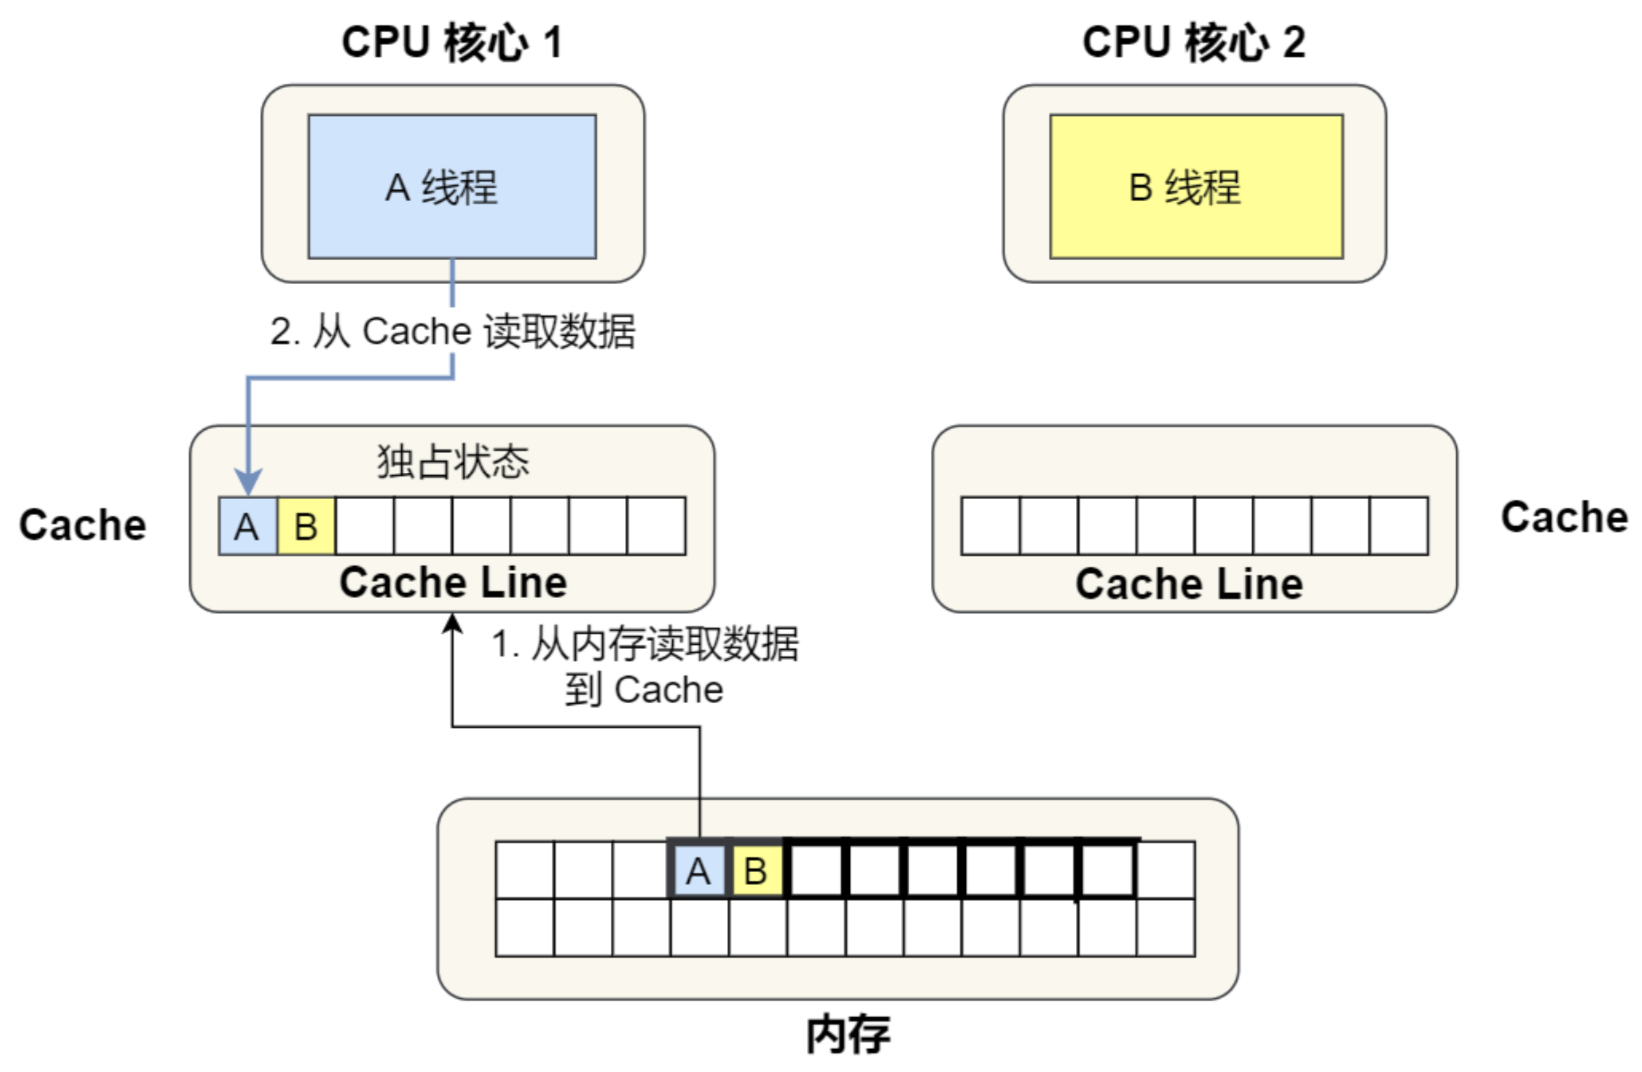 CPU 核心 1
CPU 核心 2
A 线程
B 线程
2. 从 Cache 读取数据
独占状态
Cache
A
B
Cache Line
Cache Line
Cache
1. 从内存读取数据
到 Cache
A
B
内存